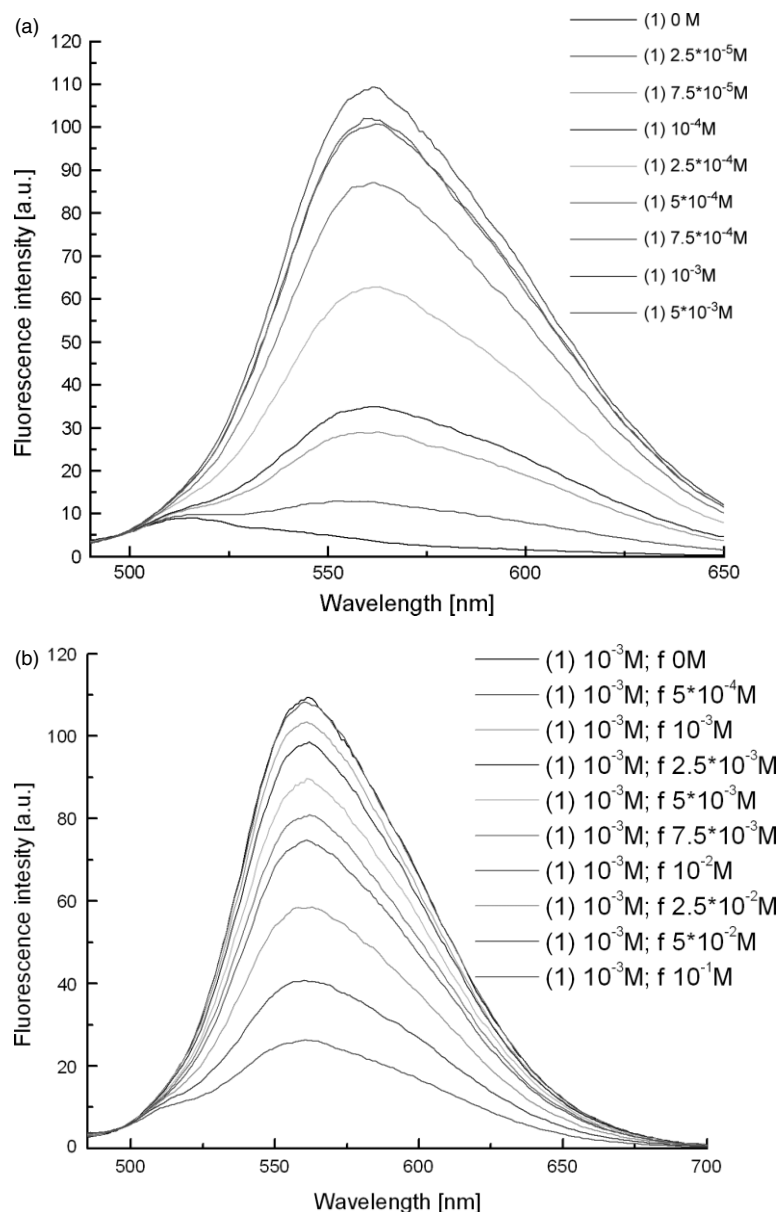 (a)
120
110
100
90
80
70
60
50
40
30
20
10
0
Fluorescence intensity [a.u.]
500 550 600 650
Wavelength [nm]
(1) 0 M
(1) 2.5*10⁻⁵M
(1) 7.5*10⁻⁵M
(1) 10⁻⁴M
(1) 2.5*10⁻⁴M
(1) 5*10⁻⁴M
(1) 7.5*10⁻⁴M
(1) 10⁻³M
(1) 5*10⁻³M
(b)
120
100
80
60
40
20
0
Fluorescence intesity [a.u.]
500 550 600 650 700
Wavelength [nm]
(1) 10⁻³M; f 0M
(1) 10⁻³M; f 5*10⁻⁴M
(1) 10⁻³M; f 10⁻³M
(1) 10⁻³M; f 2.5*10⁻³M
(1) 10⁻³M; f 5*10⁻³M
(1) 10⁻³M; f 7.5*10⁻³M
(1) 10⁻³M; f 10⁻²M
(1) 10⁻³M; f 2.5*10⁻²M
(1) 10⁻³M; f 5*10⁻²M
(1) 10⁻³M; f 10⁻¹M